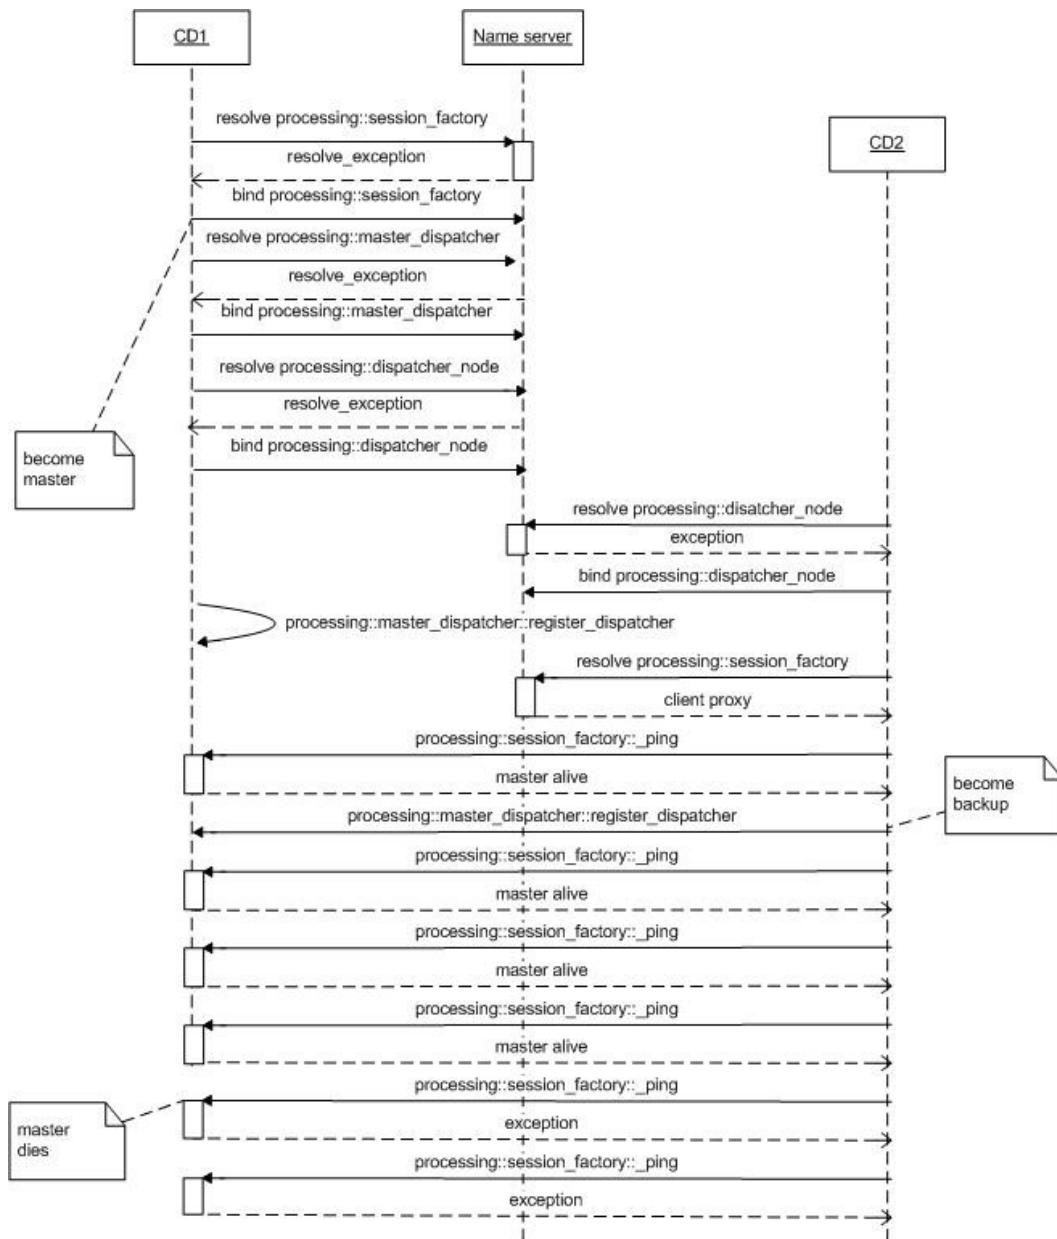 CD1
Name server
resolve processing::session_factory
CD2
resolve_exception
bind processing::session_factory
resolve processing::master_dispatcher
resolve_exception
bind processing::master_dispatcher
resolve processing::dispatcher_node
resolve_exception
bind processing::dispatcher_node
become
master
resolve processing::disatcher_node
exception
bind processing::dispatcher_node
processing::master_dispatcher::register_dispatcher
resolve processing::session_factory
client proxy
processing::session_factory::_ping
master alive
become
backup
processing::master_dispatcher::register_dispatcher
processing::session_factory::_ping
master alive
processing::session_factory::_ping
master alive
processing::session_factory::_ping
master alive
processing::session_factory::_ping
master
dies
exception
processing::session_factory::_ping
exception